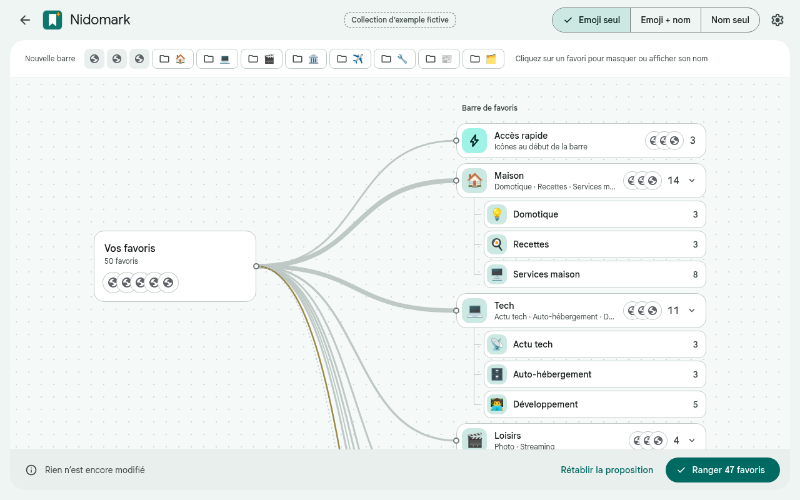 Nidomark
Collection d'exemple fictive
Emoji seul
Emoji + nom
Nom seul
Nouvelle barre
Cliquez sur un favori pour masquer ou afficher son nom
Barre de favoris
Accès rapide
Icônes au début de la barre
3
Maison
Domotique · Recettes · Services m...
14
Domotique
3
Recettes
3
Services maison
8
Vos favoris
50 favoris
Tech
Actu tech · Auto-hébergement · D...
11
Actu tech
3
Auto-hébergement
3
Développement
5
Loisirs
Photo · Streaming
4
Rien n'est encore modifié
Rétablir la proposition
Ranger 47 favoris